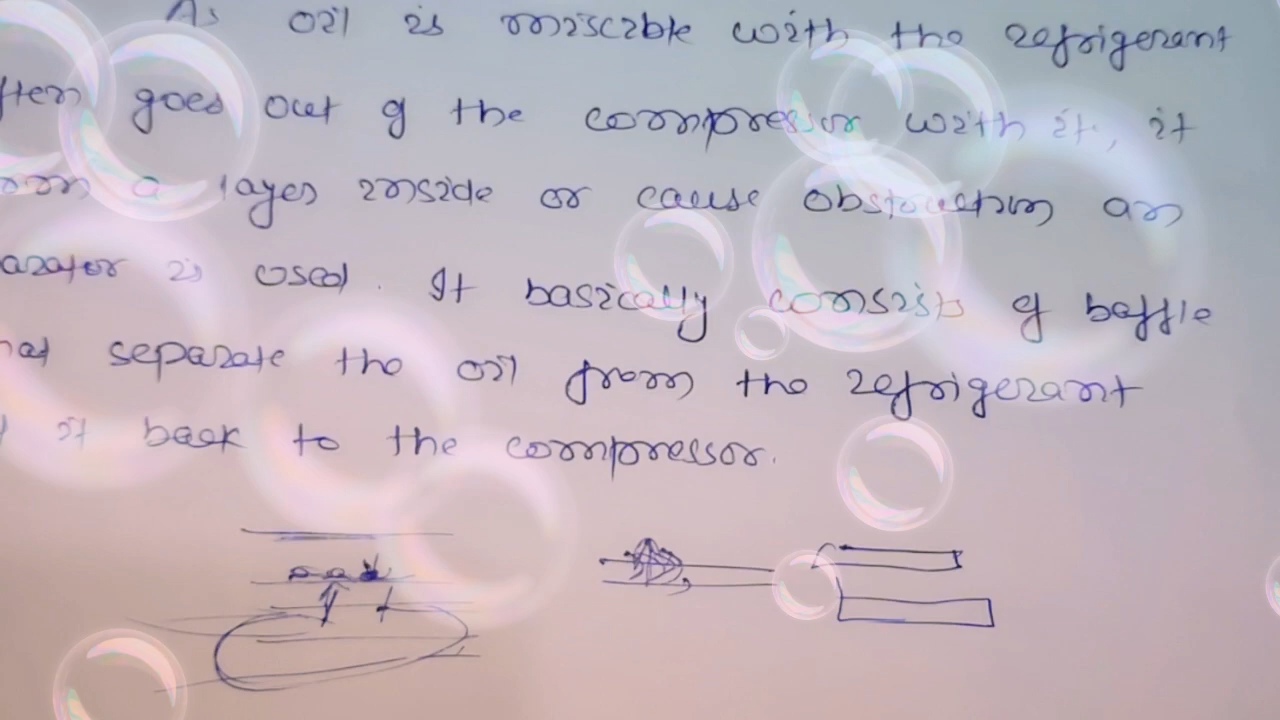 As oil is miscible with the refrigerant
often goes out of the compressor with it, it
a layer inside or cause obstruction an
is used. It basically consists of baffle
separate the oil from the refrigerant
it back to the compressor.